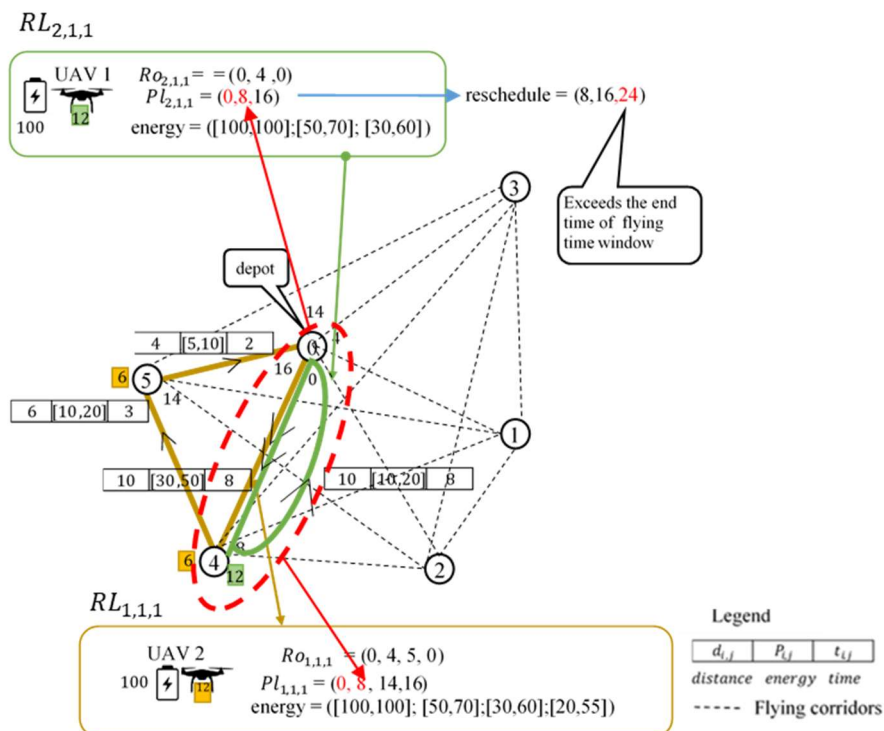 RL2,1,1
UAV 1
Ro2,1,1 = =(0, 4 ,0)
Pl2,1,1 = (0,8,16)
reschedule = (8,16,24)
100
12
energy = ([100,100];[50,70]; [30,60])
3
Exceeds the end
time of flying
time window
depot
14
4 [5,10] 2
0
16
0
6
5
14
6 [10,20] 3
1
10 [30,50] 8
10 [10,20] 8
8
6
4
12
2
RL1,1,1
Legend
di,j Pi,j ti,j
distance energy time
Flying corridors
UAV 2
100
12
Ro1,1,1 = (0, 4, 5, 0)
Pl1,1,1 = (0, 8, 14,16)
energy = ([100,100]; [50,70];[30,60];[20,55])